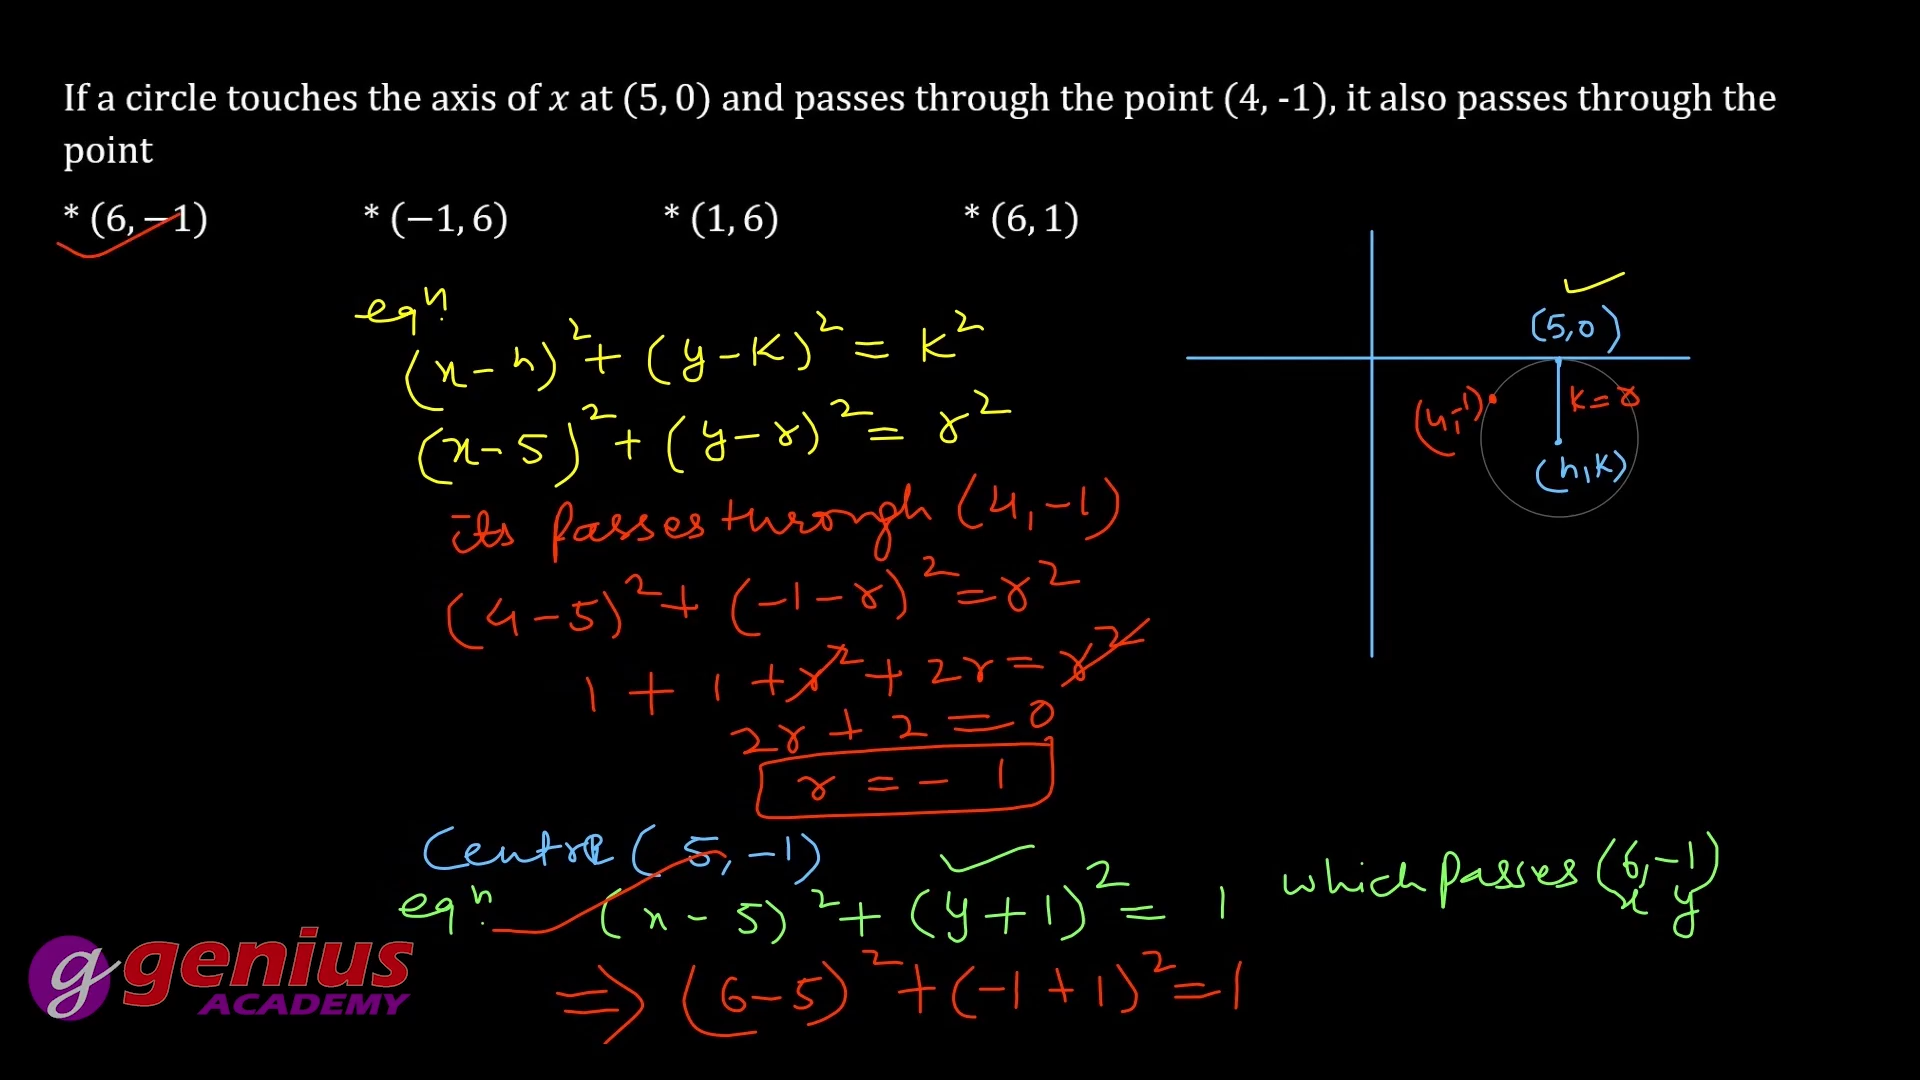 If a circle touches the axis of x at (5, 0) and passes through the point (4, -1), it also passes through the
point
* (6, −1) * (−1, 6) * (1, 6) * (6, 1)
eqⁿ.
(x - h)² + (y - k)² = k²
(x - 5)² + (y - r)² = r²
its passes through (4, -1)
(4 - 5)² + (-1 - r)² = r²
1 + 1 + r² + 2r = r²
2r + 2 = 0
r = - 1
Centre (5, -1)
eqⁿ. (x - 5)² + (y + 1)² = 1 which passes (6, -1)
x y
⇒ (6 - 5)² + (-1 + 1)² = 1
(5, 0)
(4, -1) k = r
(h, k)
g genius
ACADEMY